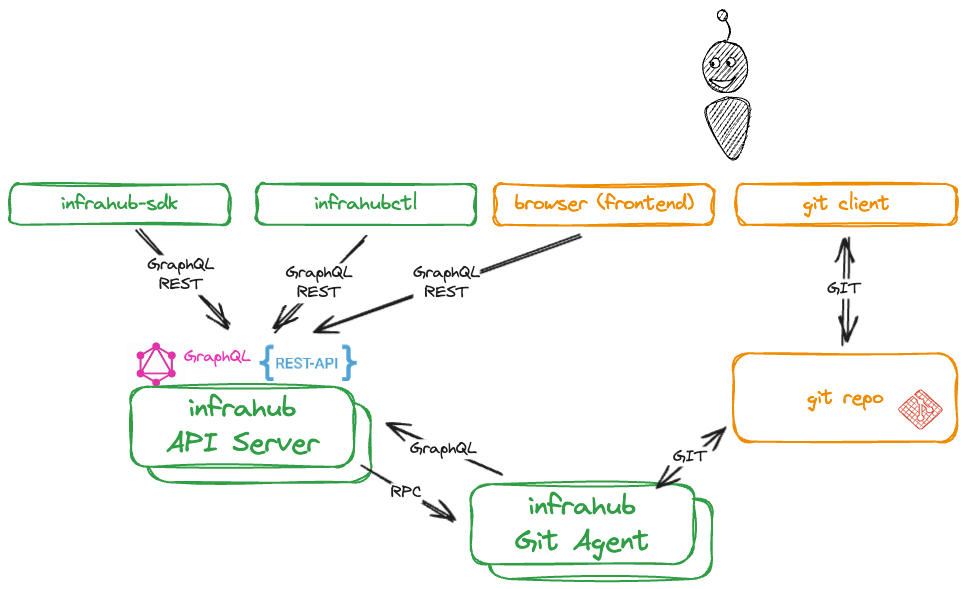 infrahub-sdk
infrahubctl
browser (frontend)
git client
GraphQL
REST
GraphQL
REST
GraphQL
REST
GIT
GraphQL
{REST-API}
git repo
infrahub
API Server
GraphQL
GIT
RPC
infrahub
Git Agent